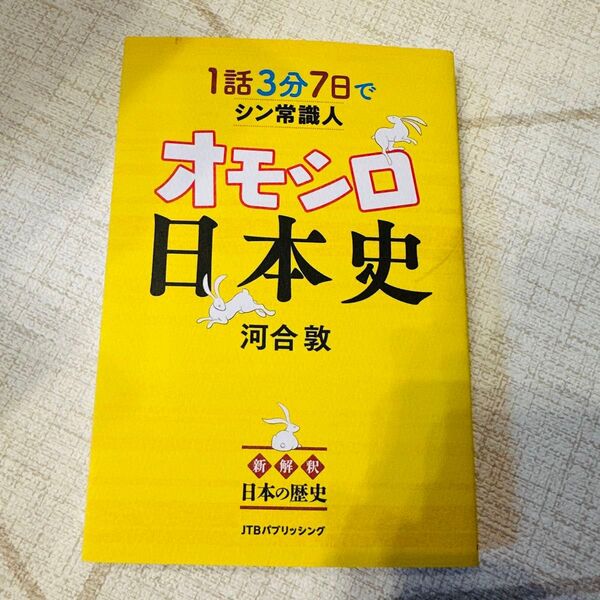 1話3分7日で
シン常識人
オモシロ
日本史
河合敦
新解釈
日本の歴史
JTBパブリッシング